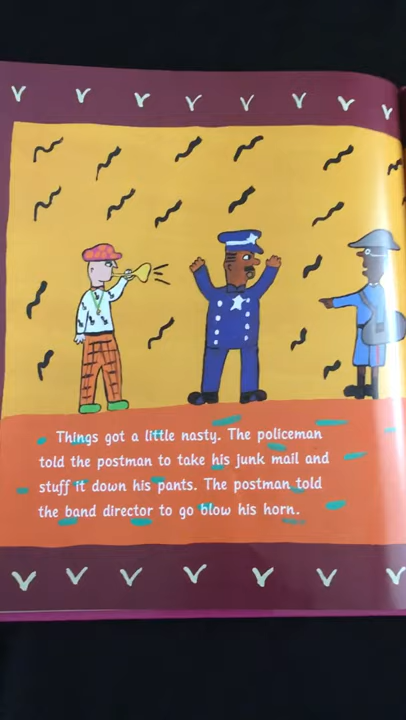 Things got a little nasty. The policeman
told the postman to take his junk mail and
stuff it down his pants. The postman told
the band director to go blow his horn.